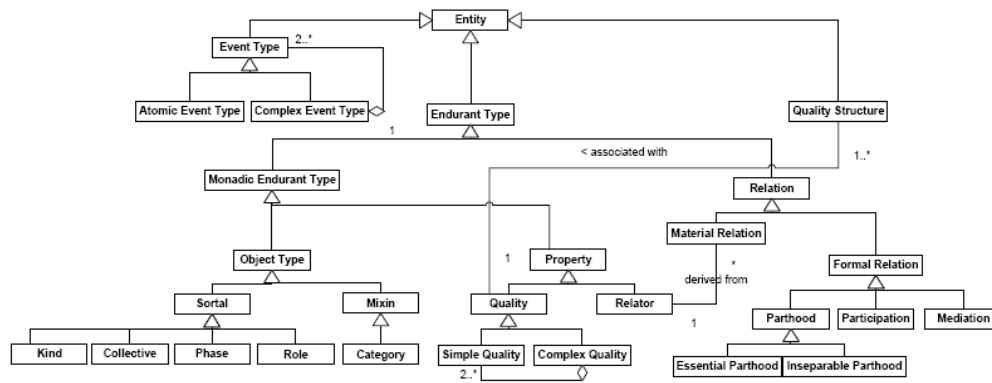 Entity
Event Type
2..*
Atomic Event Type
Complex Event Type
Endurant Type
Quality Structure
1
< associated with
1..*
Monadic Endurant Type
Relation
Material Relation
Object Type
1
Property
*
Formal Relation
derived from
Sortal
Mixin
Quality
Relator
1
Parthood
Participation
Mediation
Kind
Collective
Phase
Role
Category
Simple Quality
Complex Quality
Essential Parthood
Inseparable Parthood
2..*